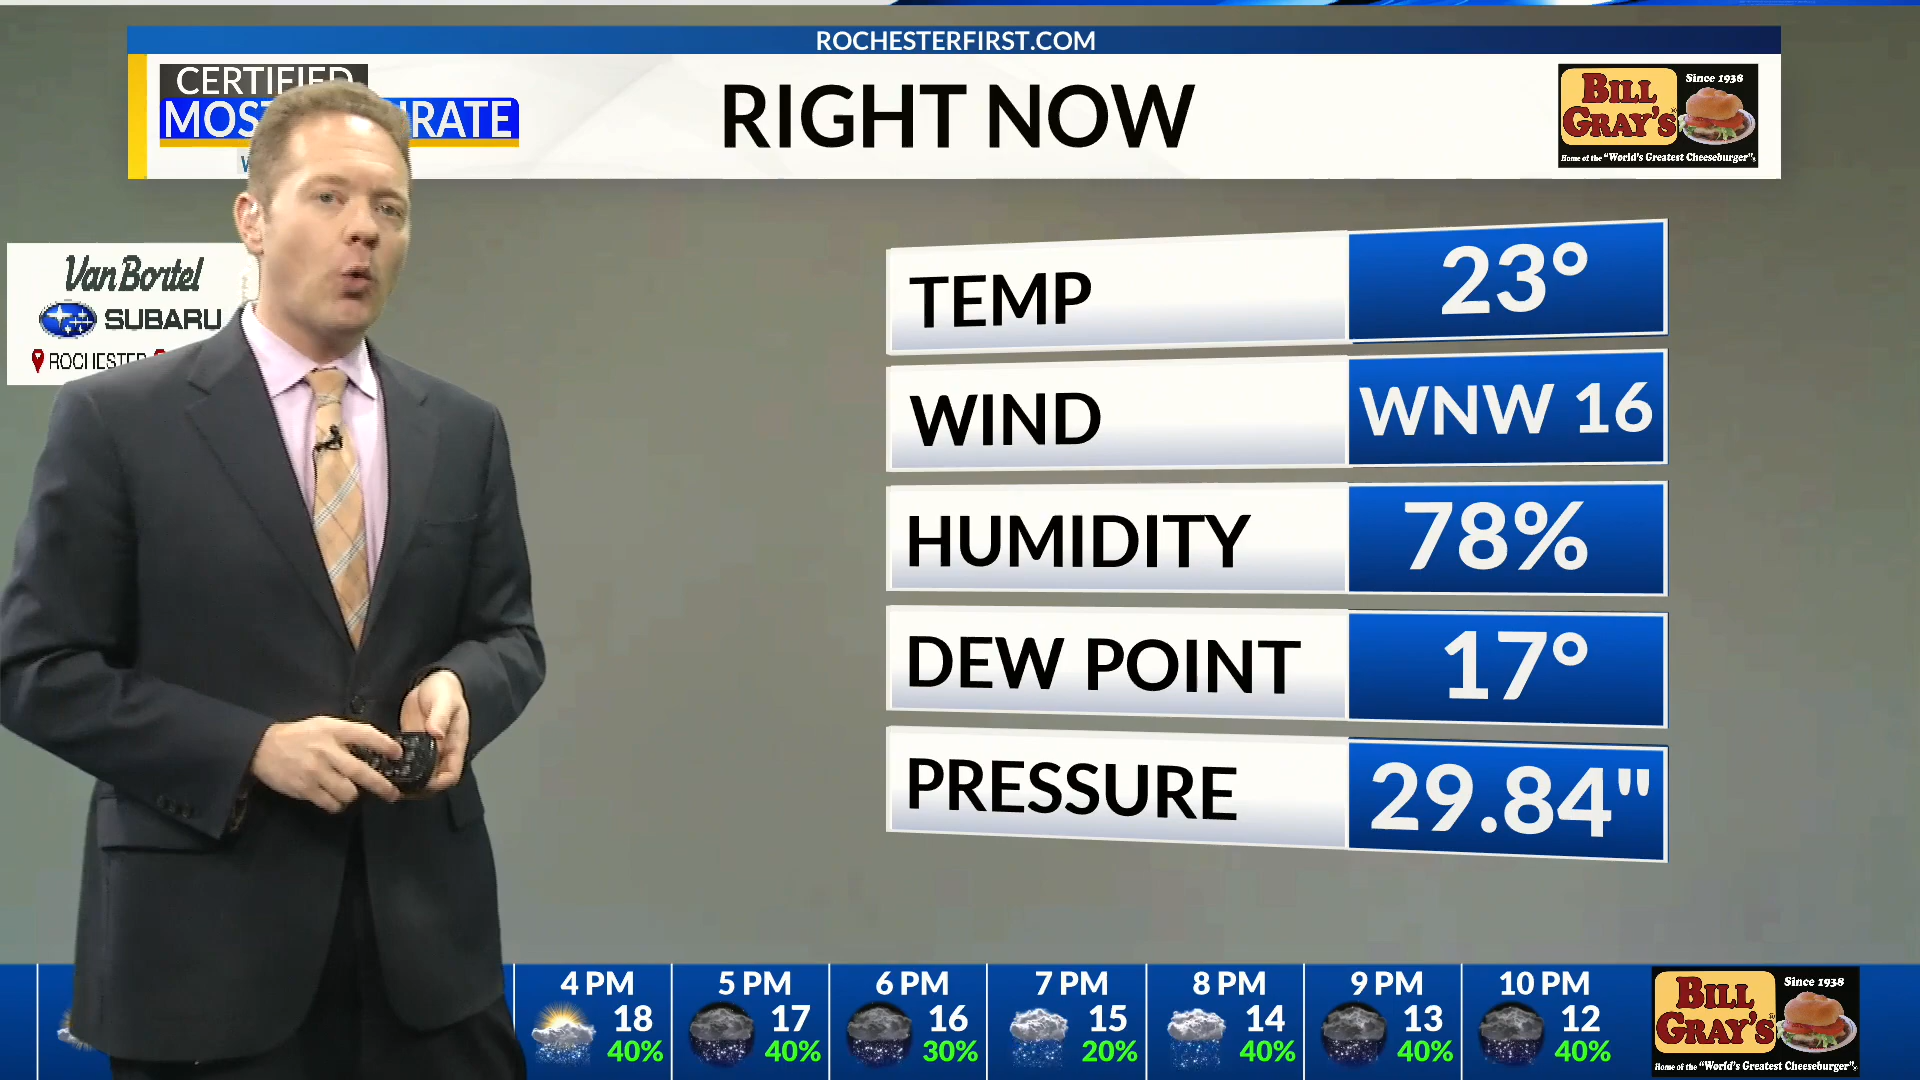 ROCHESTERFIRST.COM
CERTIFIED
RIGHT NOW
BILL
GRAY'S
Since 1938
Home of the "World's Greatest Cheeseburger"
Van Bortel
SUBARU
ROCHESTER
TEMP 23°
WIND WNW 16
HUMIDITY 78%
DEW POINT 17°
PRESSURE 29.84"
4 PM 5 PM 6 PM 7 PM 8 PM 9 PM 10 PM
18 17 16 15 14 13 12
40% 40% 30% 20% 40% 40% 40%
BILL
GRAY'S
Since 1938
Home of the "World's Greatest Cheeseburger"